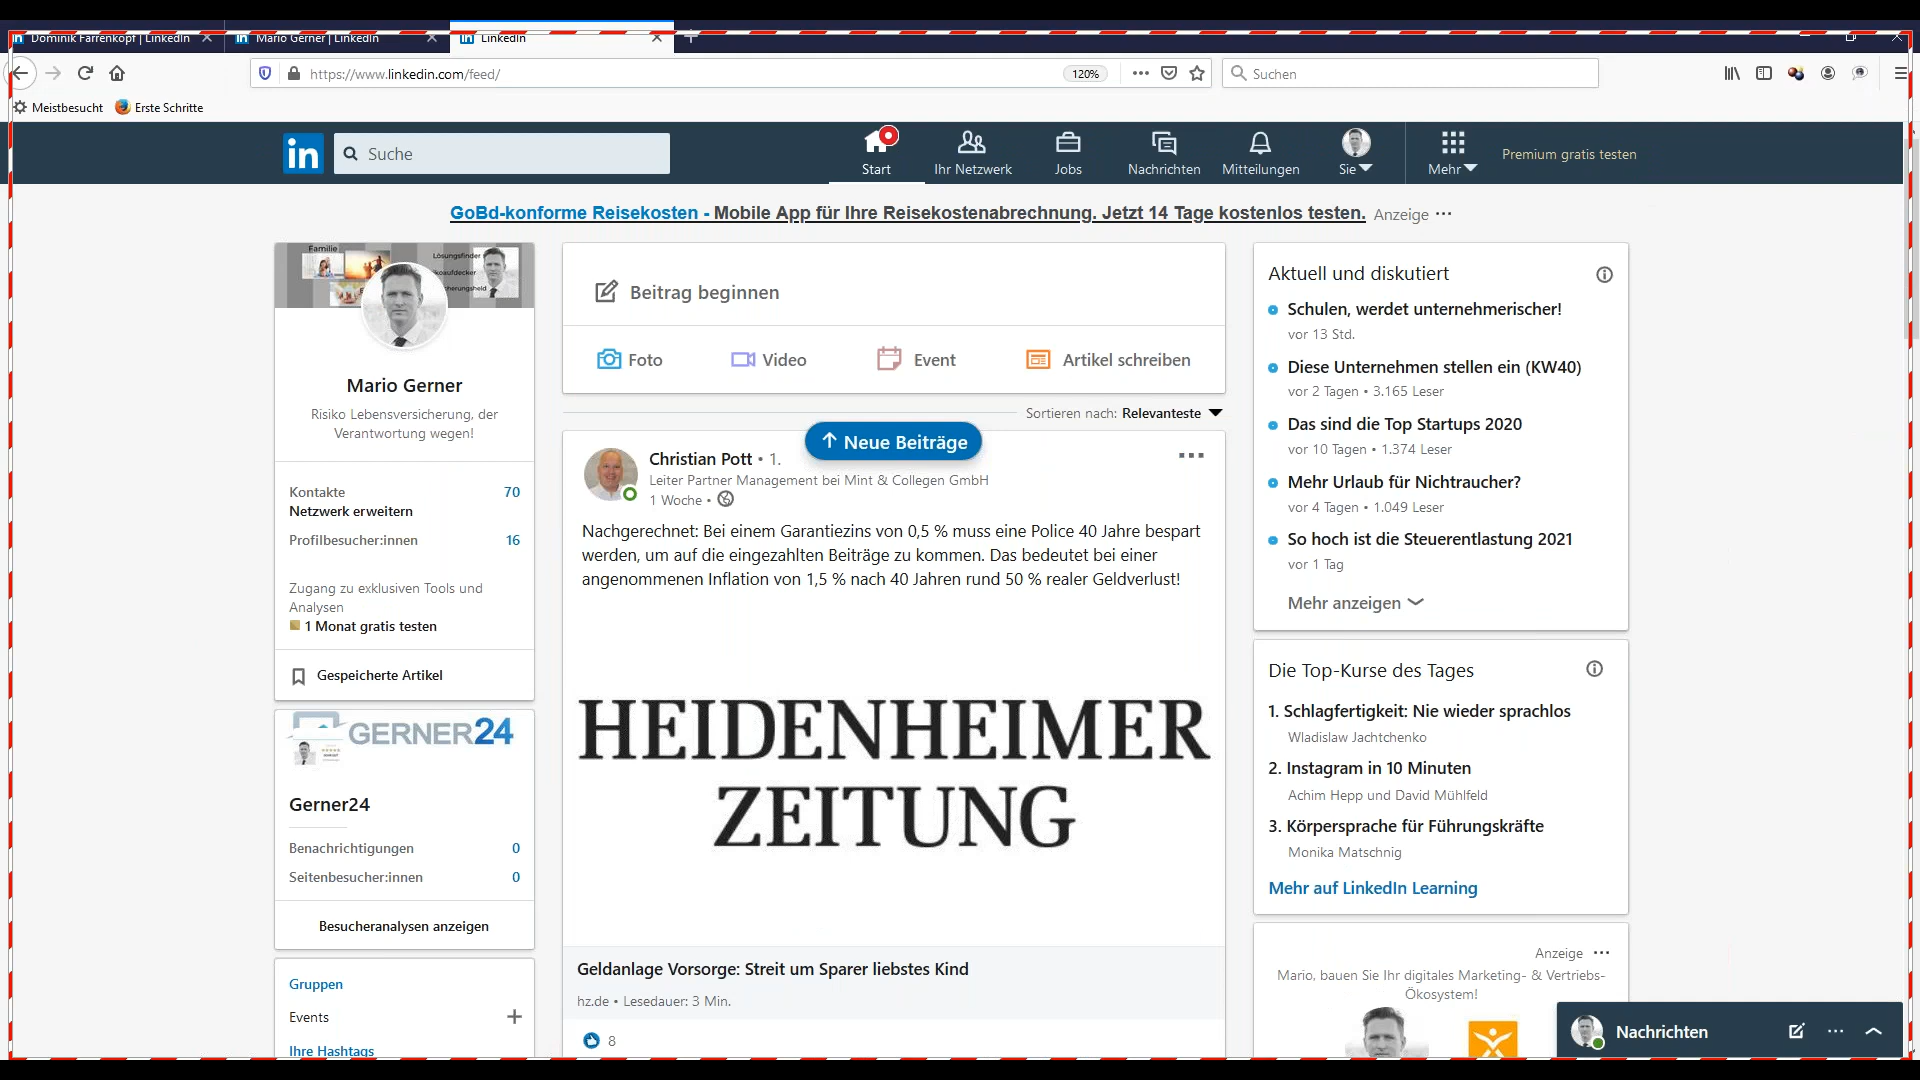 Dominik Farrenkopf | LinkedIn
Mario Gerner | LinkedIn
LinkedIn
https://www.linkedin.com/feed/
120%
Suchen
Meistbesucht
Erste Schritte
in
Suche
Start
Ihr Netzwerk
Jobs
Nachrichten
Mitteilungen
Sie
Mehr
Premium gratis testen
GoBd-konforme Reisekosten - Mobile App für Ihre Reisekostenabrechnung. Jetzt 14 Tage kostenlos testen. Anzeige
Familie
Lösungsfinder
Mario Gerner
Risiko Lebensversicherung, der
Verantwortung wegen!
Kontakte 70
Netzwerk erweitern
Profilbesucher:innen 16
Zugang zu exklusiven Tools und
Analysen
1 Monat gratis testen
Gespeicherte Artikel
GERNER24
Gerner24
Benachrichtigungen 0
Seitenbesucher:innen 0
Besucheranalysen anzeigen
Gruppen
Events
Ihre Hashtags
Beitrag beginnen
Foto
Video
Event
Artikel schreiben
Sortieren nach: Relevanteste
Neue Beiträge
Christian Pott • 1.
Leiter Partner Management bei Mint & Collegen GmbH
1 Woche •
Nachgerechnet: Bei einem Garantiezins von 0,5 % muss eine Police 40 Jahre bespart
werden, um auf die eingezahlten Beiträge zu kommen. Das bedeutet bei einer
angenommenen Inflation von 1,5 % nach 40 Jahren rund 50 % realer Geldverlust!
HEIDENHEIMER
ZEITUNG
Geldanlage Vorsorge: Streit um Sparer liebstes Kind
hz.de • Lesedauer: 3 Min.
8
Aktuell und diskutiert
Schulen, werdet unternehmerischer!
vor 13 Std.
Diese Unternehmen stellen ein (KW40)
vor 2 Tagen • 3.165 Leser
Das sind die Top Startups 2020
vor 10 Tagen • 1.374 Leser
Mehr Urlaub für Nichtraucher?
vor 4 Tagen • 1.049 Leser
So hoch ist die Steuerentlastung 2021
vor 1 Tag
Mehr anzeigen
Die Top-Kurse des Tages
1. Schlagfertigkeit: Nie wieder sprachlos
Wladislaw Jachtchenko
2. Instagram in 10 Minuten
Achim Hepp und David Mühlfeld
3. Körpersprache für Führungskräfte
Monika Matschnig
Mehr auf LinkedIn Learning
Anzeige
Mario, bauen Sie Ihr digitales Marketing- & Vertriebs-
Ökosystem!
Nachrichten